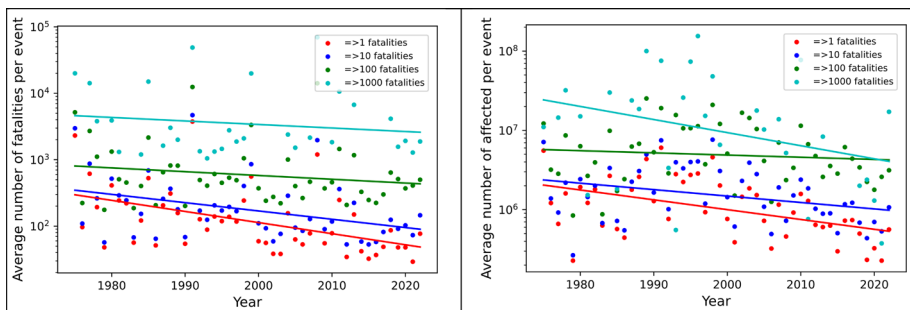 Average number of fatalities per event
10^5
10^4
10^3
10^2
=>1 fatalities
=>10 fatalities
=>100 fatalities
=>1000 fatalities
1980 1990 2000 2010 2020
Year
Average number of affected per event
10^8
10^7
10^6
=>1 fatalities
=>10 fatalities
=>100 fatalities
=>1000 fatalities
1980 1990 2000 2010 2020
Year